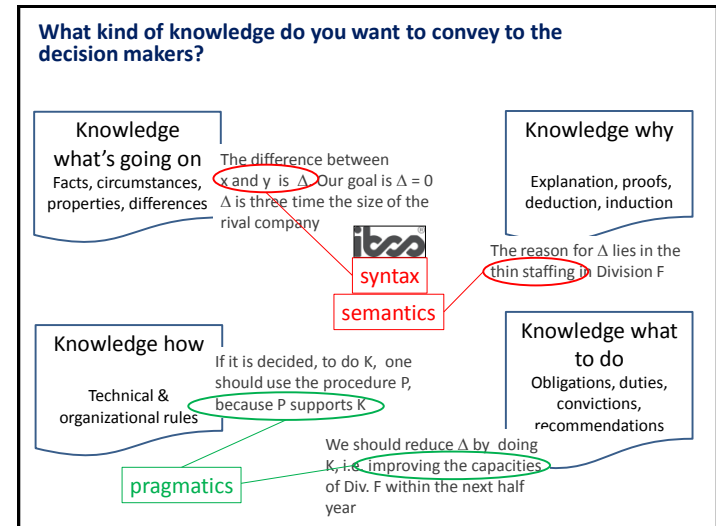 What kind of knowledge do you want to convey to the
decision makers?
Knowledge
what's going on
Facts, circumstances,
properties, differences
The difference between
x and y is Δ. Our goal is Δ = 0
Δ is three time the size of the
rival company
Knowledge why
Explanation, proofs,
deduction, induction
ibcs®
syntax
semantics
The reason for Δ lies in the
thin staffing in Division F
Knowledge how
Technical &
organizational rules
If it is decided, to do K, one
should use the procedure P,
because P supports K
Knowledge what
to do
Obligations, duties,
convictions,
recommendations
pragmatics
We should reduce Δ by doing
K, i.e. improving the capacities
of Div. F within the next half
year